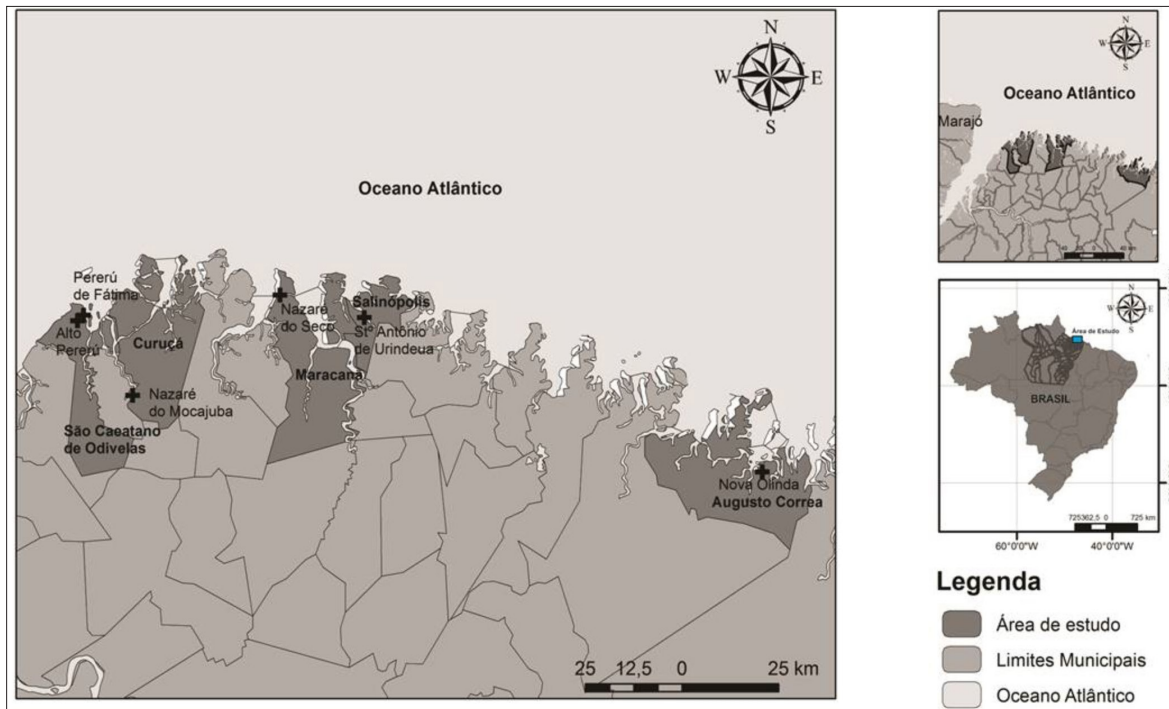 N
W E
S
Oceano Atlântico
Pererú
de Fátima
Alto
Pererú
Curuçá
Nazaré
do Mocajuba
São Caeatano
de Odivelas
Nazaré
do Seco
Maracanã
Salinópolis
Stº Antônio
de Urindeua
Nova Olinda
Augusto Correa
25 12,5 0 25 km
N
W E
S
Oceano Atlântico
Marajó
N
W E
S
Área de Estudo
BRASIL
725362,5 0 725 km
60°0'0"W 40°0'0"W
Legenda
Área de estudo
Limites Municipais
Oceano Atlântico